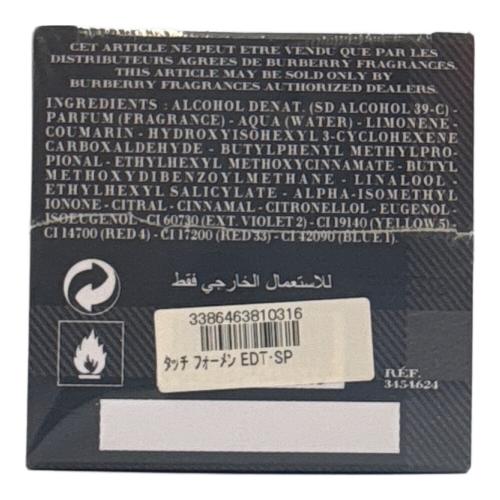 CET ARTICLE NE PEUT ETRE VENDU QUE PAR LES
DISTRIBUTEURS AGREES DE BURBERRY FRAGRANCES.
THIS ARTICLE MAY BE SOLD ONLY BY
BURBERRY FRAGRANCES AUTHORIZED DEALERS.
INGREDIENTS : ALCOHOL DENAT. (SD ALCOHOL 39-C) -
PARFUM (FRAGRANCE) - AQUA (WATER) - LIMONENE -
COUMARIN - HYDROXYISOHEXYL 3-CYCLOHEXENE
CARBOXALDEHYDE - BUTYLPHENYL METHYLPRO
PIONAL - ETHYLHEXYL METHOXYCINNAMATE - BUTYL
METHOXYDIBENZOYLMETHANE - LINALOOL -
ETHYLHEXYL SALICYLATE - ALPHA-ISOMETHYL
IONONE - CITRAL - CINNAMAL - CITRONELLOL - EUGENOL -
ISOEUGENOL - CI 60730 (EXT. VIOLET 2) - CI 19140 (YELLOW 5) -
CI 14700 (RED 4) - CI 17200 (RED 33) - CI 42090 (BLUE 1).
للاستعمال الخارجي فقط
3386463810316
タッチ フォーメン EDT·SP
RÉF.
3454624